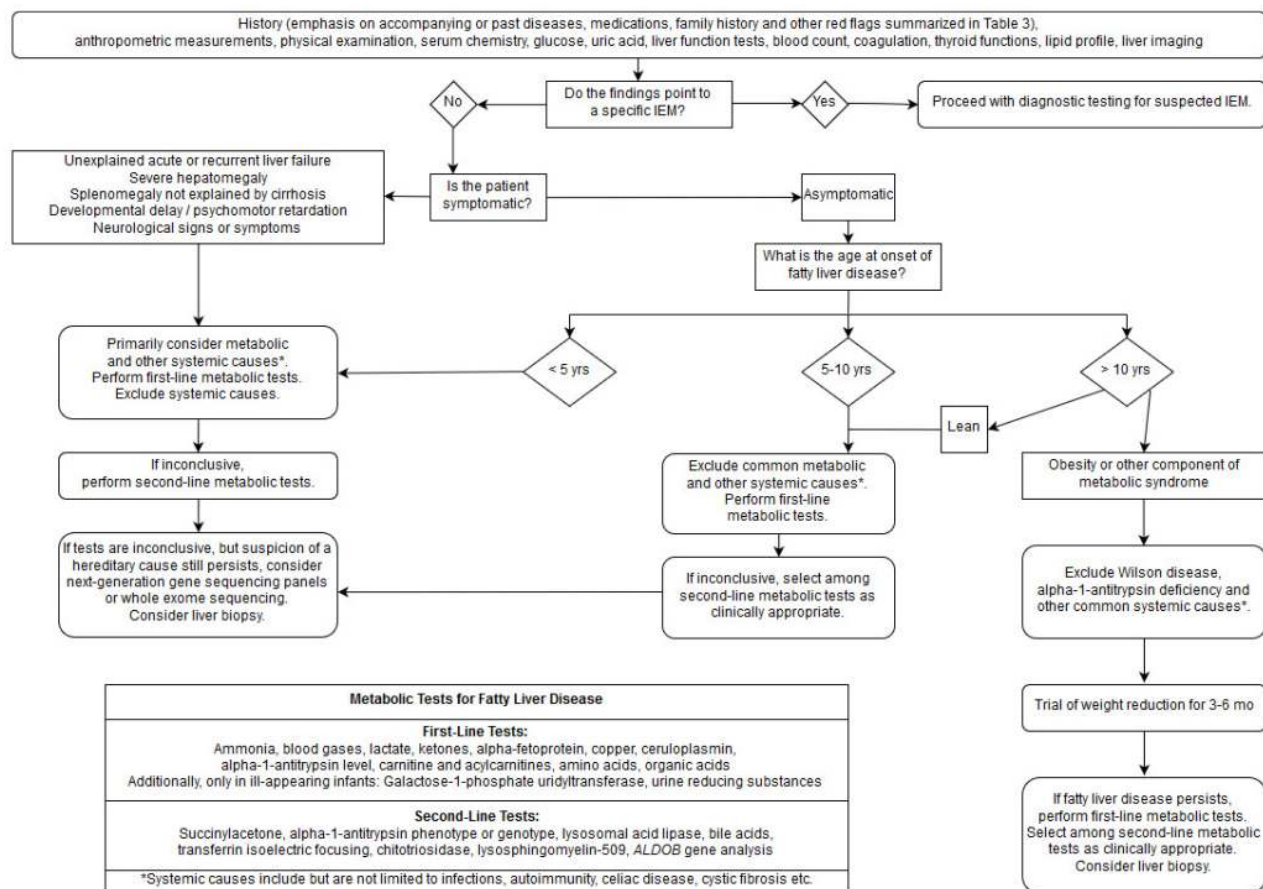 History (emphasis on accompanying or past diseases, medications, family history and other red flags summarized in Table 3),
anthropometric measurements, physical examination, serum chemistry, glucose, uric acid, liver function tests, blood count, coagulation, thyroid functions, lipid profile, liver imaging
No
Do the findings point to
a specific IEM?
Yes
Proceed with diagnostic testing for suspected IEM.
Unexplained acute or recurrent liver failure
Severe hepatomegaly
Splenomegaly not explained by cirrhosis
Developmental delay / psychomotor retardation
Neurological signs or symptoms
Is the patient
symptomatic?
Asymptomatic
What is the age at onset of
fatty liver disease?
Primarily consider metabolic
and other systemic causes*.
Perform first-line metabolic tests.
Exclude systemic causes.
< 5 yrs
5-10 yrs
> 10 yrs
Lean
If inconclusive,
perform second-line metabolic tests.
Exclude common metabolic
and other systemic causes*.
Perform first-line
metabolic tests.
Obesity or other component of
metabolic syndrome
If tests are inconclusive, but suspicion of a
hereditary cause still persists, consider
next-generation gene sequencing panels
or whole exome sequencing.
Consider liver biopsy.
If inconclusive, select among
second-line metabolic tests as
clinically appropriate.
Exclude Wilson disease,
alpha-1-antitrypsin deficiency and
other common systemic causes*.
Trial of weight reduction for 3-6 mo
If fatty liver disease persists,
perform first-line metabolic tests.
Select among second-line metabolic
tests as clinically appropriate.
Consider liver biopsy.
Metabolic Tests for Fatty Liver Disease
First-Line Tests:
Ammonia, blood gases, lactate, ketones, alpha-fetoprotein, copper, ceruloplasmin,
alpha-1-antitrypsin level, carnitine and acylcarnitines, amino acids, organic acids
Additionally, only in ill-appearing infants: Galactose-1-phosphate uridyltransferase, urine reducing substances
Second-Line Tests:
Succinylacetone, alpha-1-antitrypsin phenotype or genotype, lysosomal acid lipase, bile acids,
transferrin isoelectric focusing, chitotriosidase, lysosphingomyelin-509, ALDOB gene analysis
*Systemic causes include but are not limited to infections, autoimmunity, celiac disease, cystic fibrosis etc.